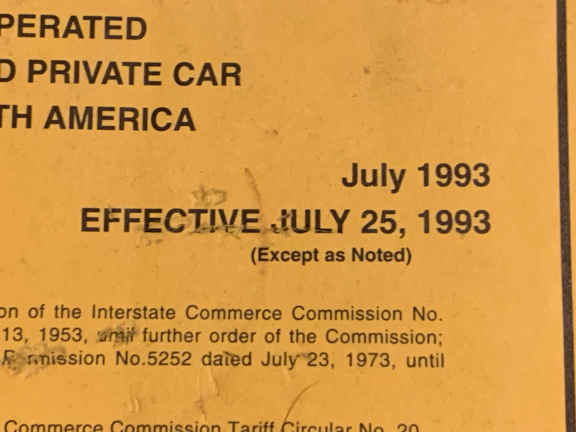 PERATED
D PRIVATE CAR
TH AMERICA
July 1993
EFFECTIVE JULY 25, 1993
(Except as Noted)
on of the Interstate Commerce Commission No.
13, 1953, until further order of the Commission;
Permission No.5252 dated July 23, 1973, until
Commerce Commission Tariff Circular No. 20